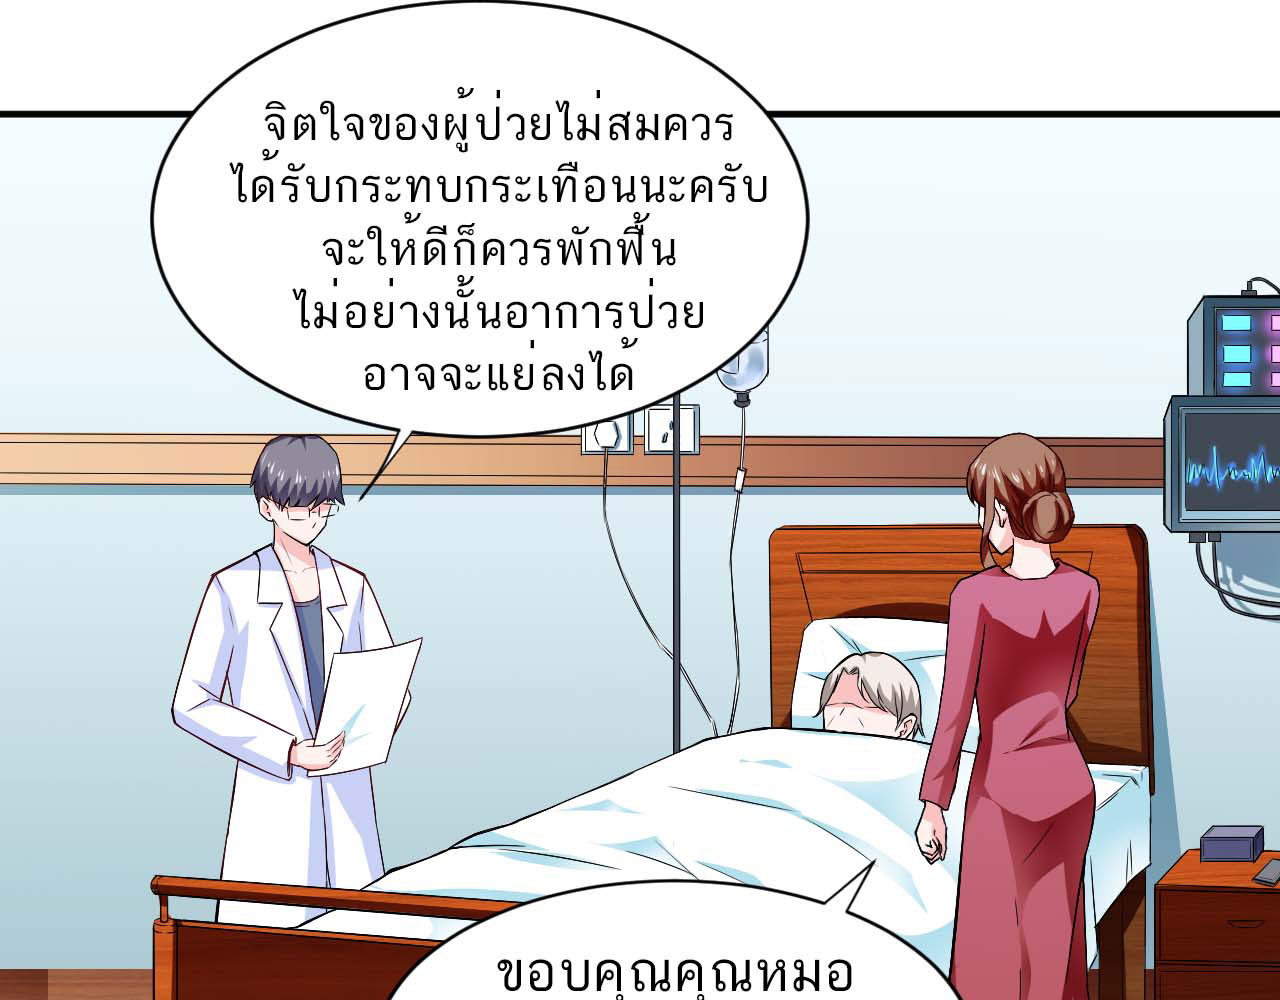 จิตใจของผู้ป่วยไม่สมควร
ได้รับกระทบกระเทือนนะครับ
จะให้ดีก็ควรพักฟื้น
ไม่อย่างนั้นอาการป่วย
อาจจะแย่ลงได้
ขอบคุณคุณหมอ